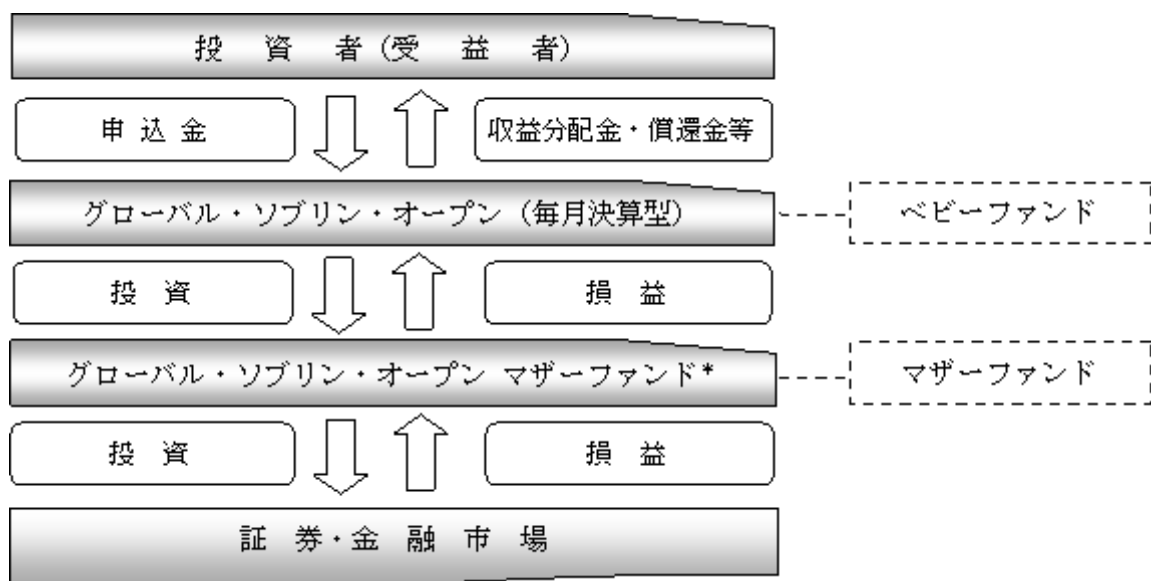 投資者(受益者)
申込金
収益分配金・償還金等
グローバル・ソブリン・オープン(毎月決算型)
ベビーファンド
投資
損益
グローバル・ソブリン・オープン マザーファンド*
マザーファンド
投資
損益
証券・金融市場